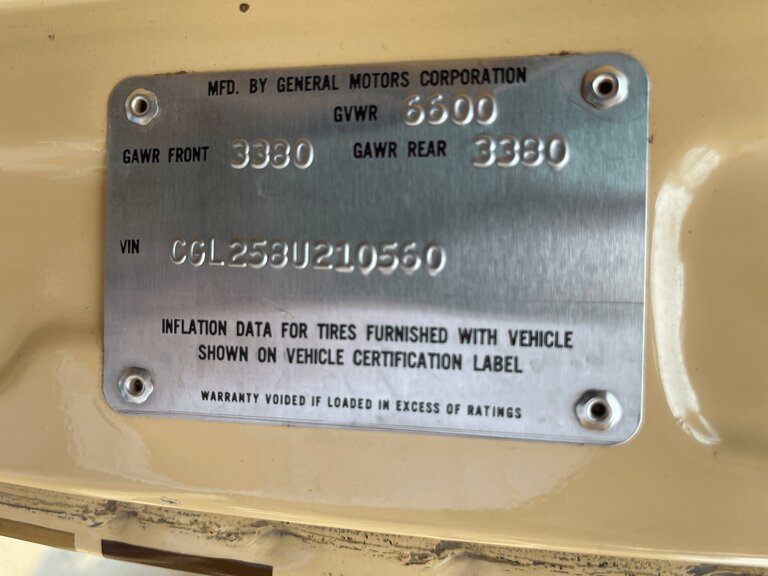 MFD. BY GENERAL MOTORS CORPORATION
GVWR 6600
GAWR FRONT 3380 GAWR REAR 3380
VIN CGL258U210560
INFLATION DATA FOR TIRES FURNISHED WITH VEHICLE
SHOWN ON VEHICLE CERTIFICATION LABEL
WARRANTY VOIDED IF LOADED IN EXCESS OF RATINGS